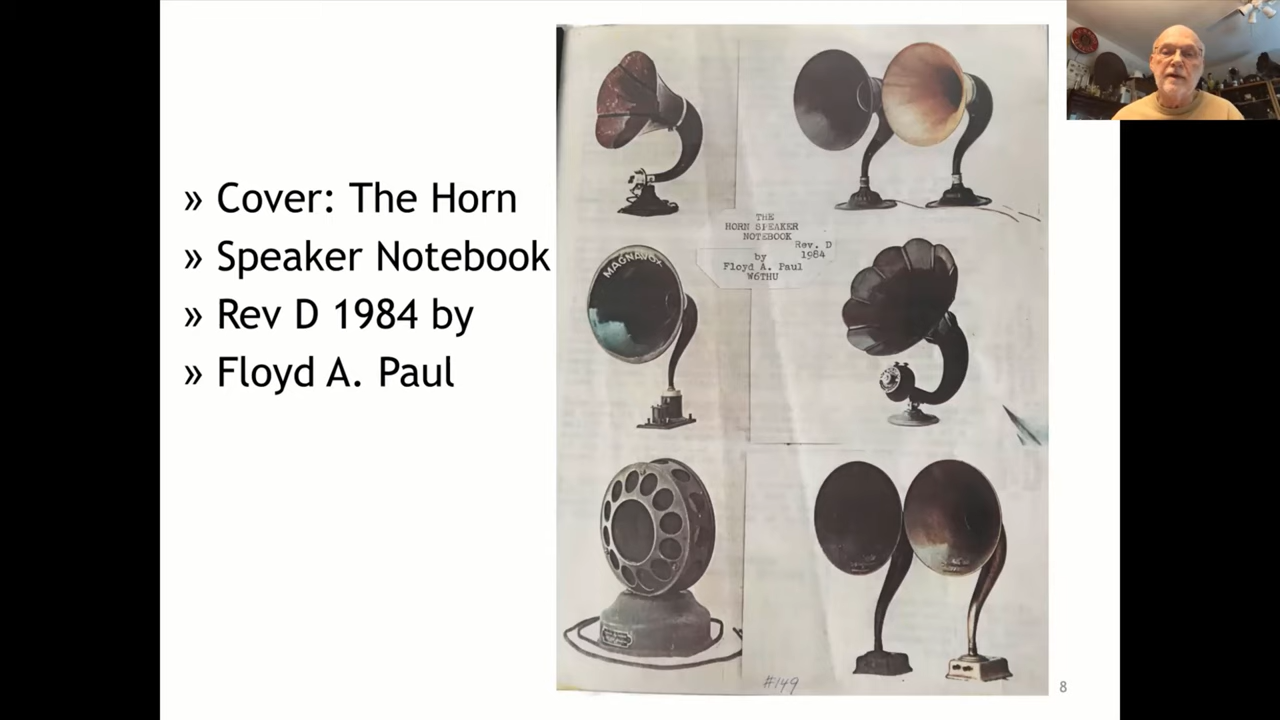 » Cover: The Horn
» Speaker Notebook
» Rev D 1984 by
» Floyd A. Paul
THE
HORN SPEAKER
NOTEBOOK
Rev. D
1984
by
Floyd A. Paul
W6THU
MAGNAVOX
#149
8